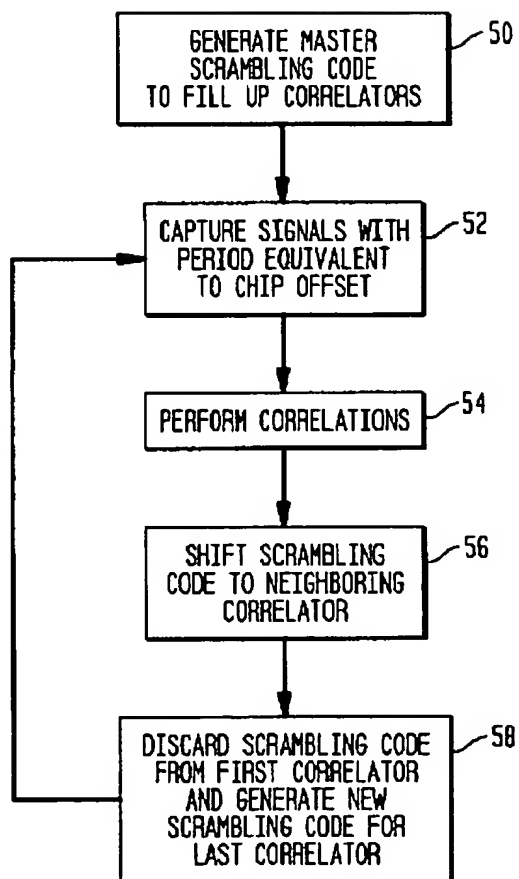 GENERATE MASTER
SCRAMBLING CODE
TO FILL UP CORRELATORS
50
CAPTURE SIGNALS WITH
PERIOD EQUIVALENT
TO CHIP OFFSET
52
PERFORM CORRELATIONS
54
SHIFT SCRAMBLING
CODE TO NEIGHBORING
CORRELATOR
56
DISCARD SCRAMBLING CODE
FROM FIRST CORRELATOR
AND GENERATE NEW
SCRAMBLING CODE FOR
LAST CORRELATOR
58